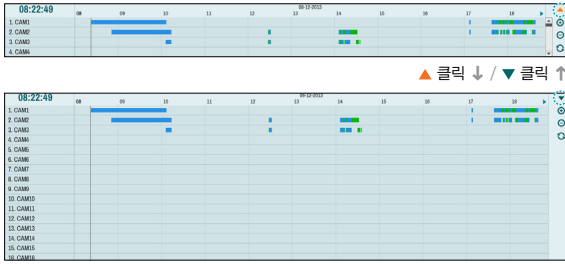 08:22:49
08-12-2013
08 09 10 11 12 13 14 15 16 17 18
1. CAM1
2. CAM2
3. CAM3
4. CAM4
▲ 클릭 ↓ / ▼ 클릭 ↑
08:22:49
08-12-2013
08 09 10 11 12 13 14 15 16 17 18
1. CAM1
2. CAM2
3. CAM3
4. CAM4
5. CAM5
6. CAM6
7. CAM7
8. CAM8
9. CAM9
10. CAM10
11. CAM11
12. CAM12
13. CAM13
14. CAM14
15. CAM15
16. CAM16